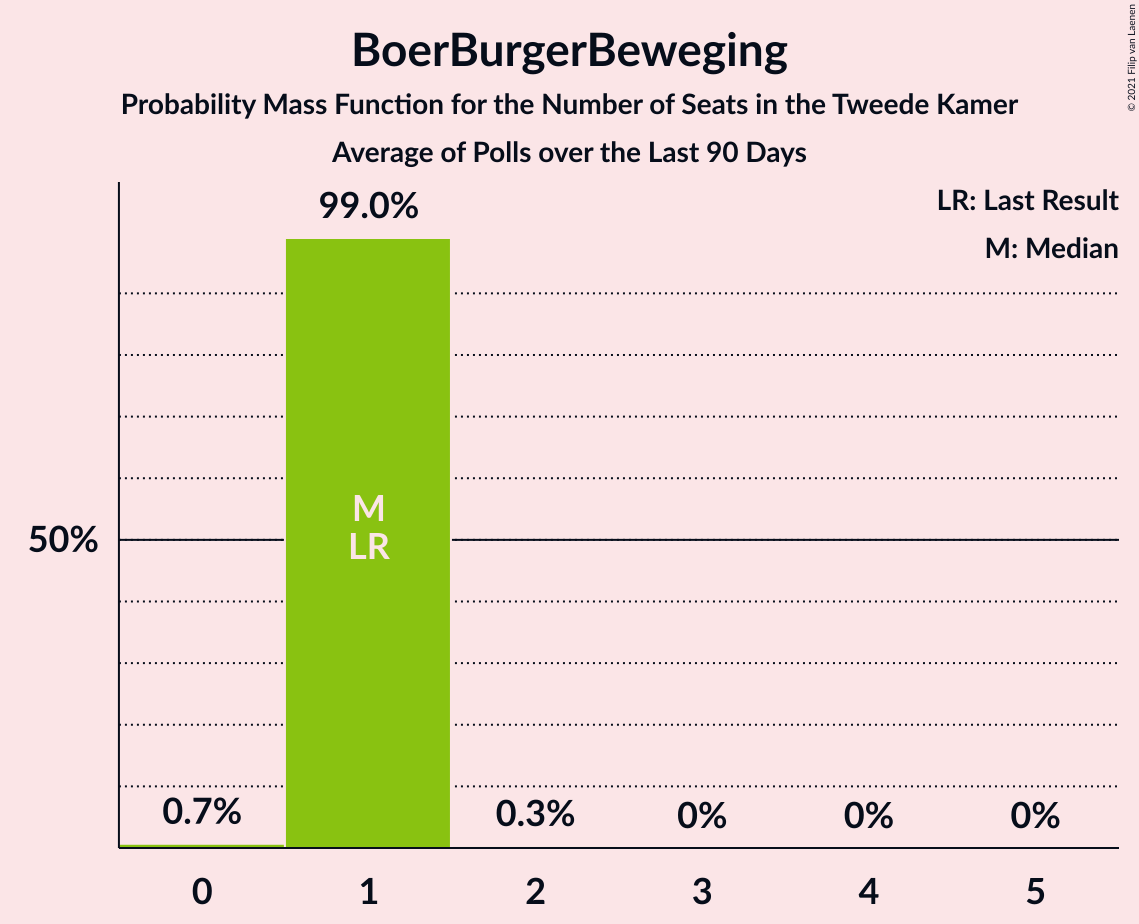 BoerBurgerBeweging
Probability Mass Function for the Number of Seats in the Tweede Kamer
Average of Polls over the Last 90 Days
© 2021 Filip van Laenen
LR: Last Result
M: Median
99.0%
M
LR
50%
0.7%
0.3%
0%
0%
0%
0
1
2
3
4
5